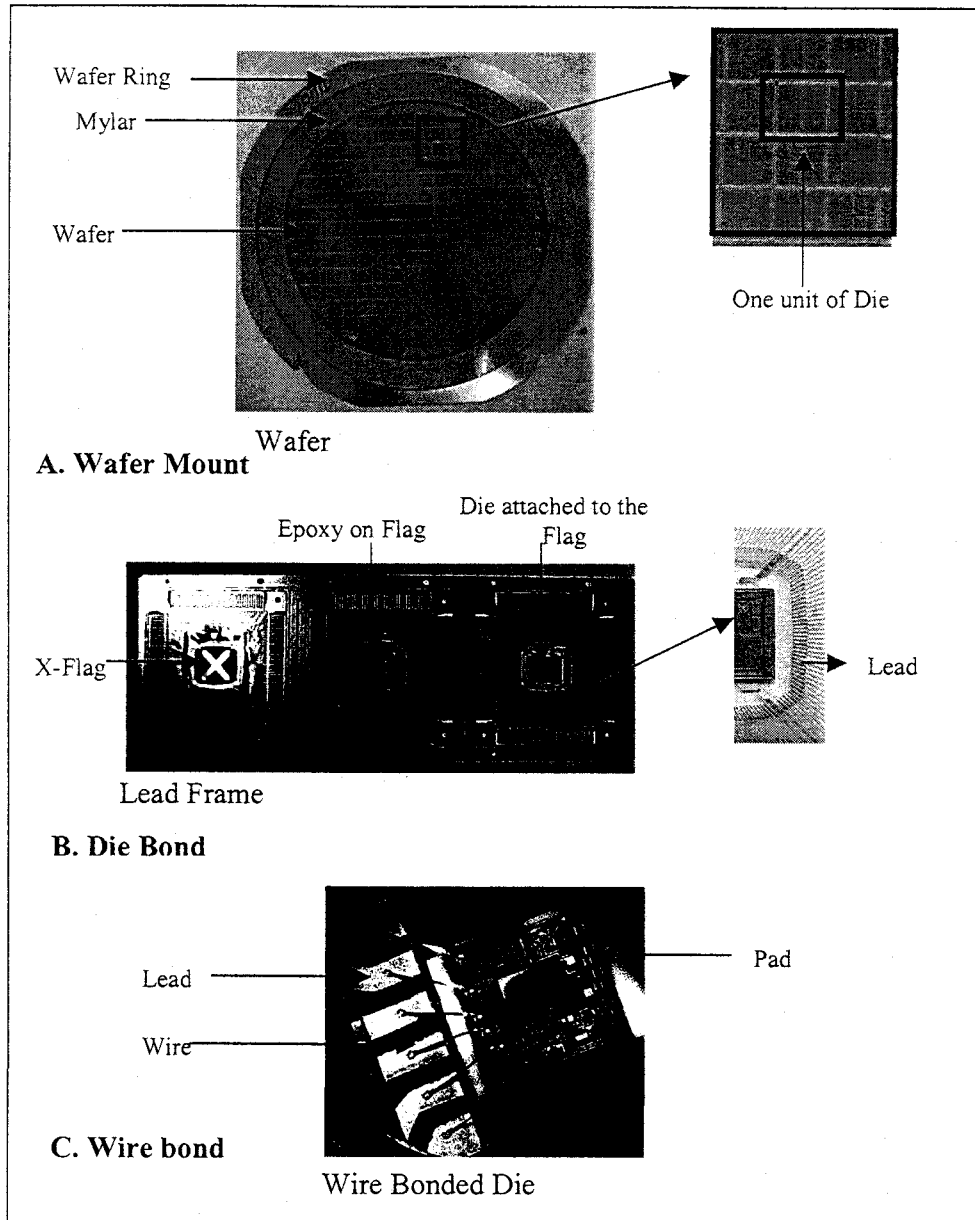 Wafer Ring
Mylar
Wafer
One unit of Die
Wafer
A. Wafer Mount
Epoxy on Flag
Die attached to the
Flag
X-Flag
Lead
Lead Frame
B. Die Bond
Lead
Wire
Pad
C. Wire bond
Wire Bonded Die